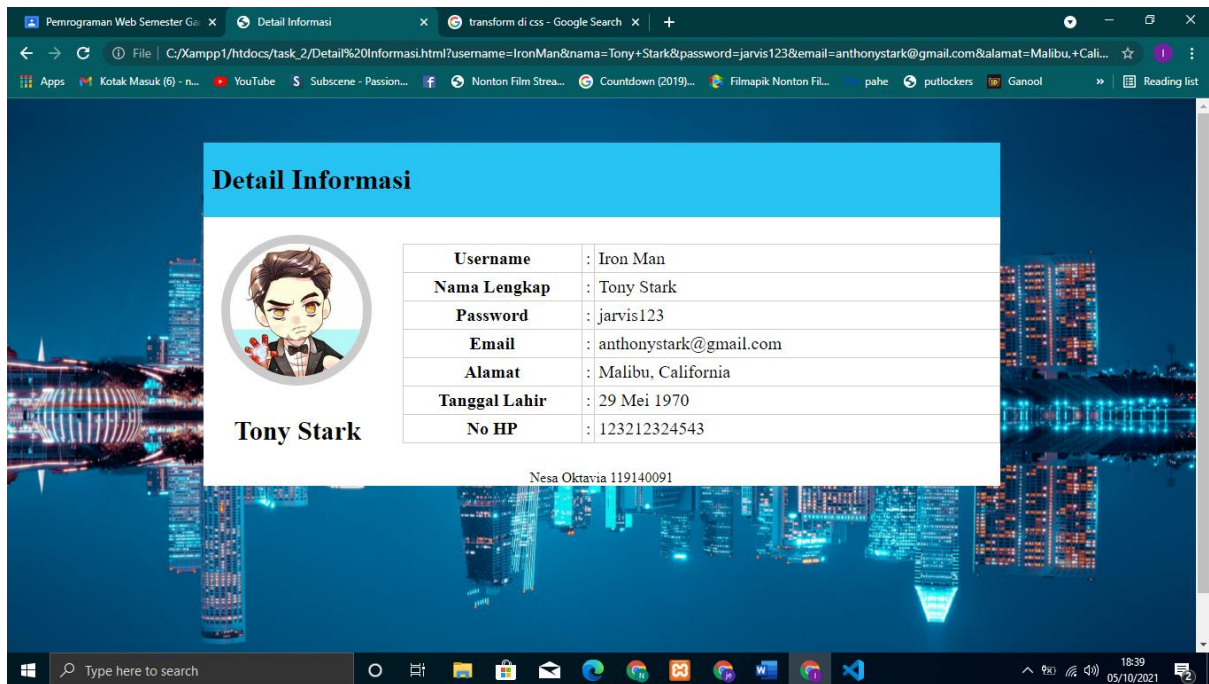 Pemrograman Web Semester Ga
Detail Informasi
transform di css - Google Search
File
C:/Xampp1/htdocs/task_2/Detail%20Informasi.html?username=IronMan&nama=Tony+Stark&password=jarvis123&email=anthonystark@gmail.com&alamat=Malibu,+Cali...
Apps
Kotak Masuk (6) - n...
YouTube
Subscene - Passion...
Nonton Film Strea...
Countdown (2019)...
Filmapik Nonton Fil...
pahe
putlockers
Ganool
»
Reading list
Detail Informasi
Username : Iron Man
Nama Lengkap : Tony Stark
Password : jarvis123
Email : anthonystark@gmail.com
Alamat : Malibu, California
Tanggal Lahir : 29 Mei 1970
No HP : 123212324543
Tony Stark
Nesa Oktavia 119140091
Type here to search
18:39
05/10/2021
2